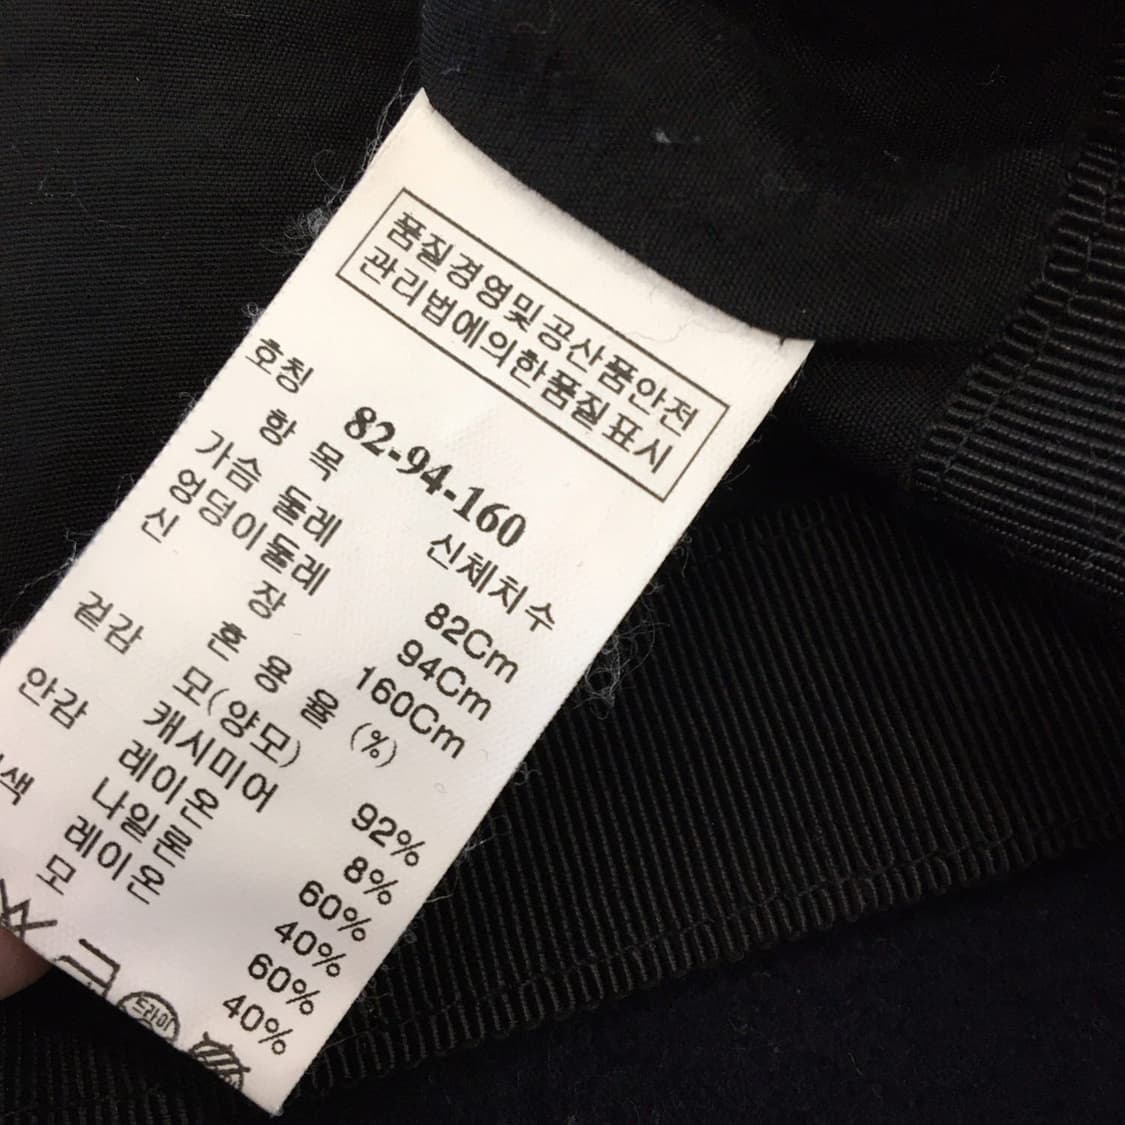 품질경영및공산품안전
관리법에의한품질표시
호칭 82-94-160
항 목 신체치수
가슴 둘레 82Cm
엉덩이둘레 94Cm
신 장 160Cm
혼 용 율 (%)
겉감 모(양모) 92%
캐시미어 8%
안감 레이온 60%
나일론 40%
색 레이온 60%
모 40%
드라이